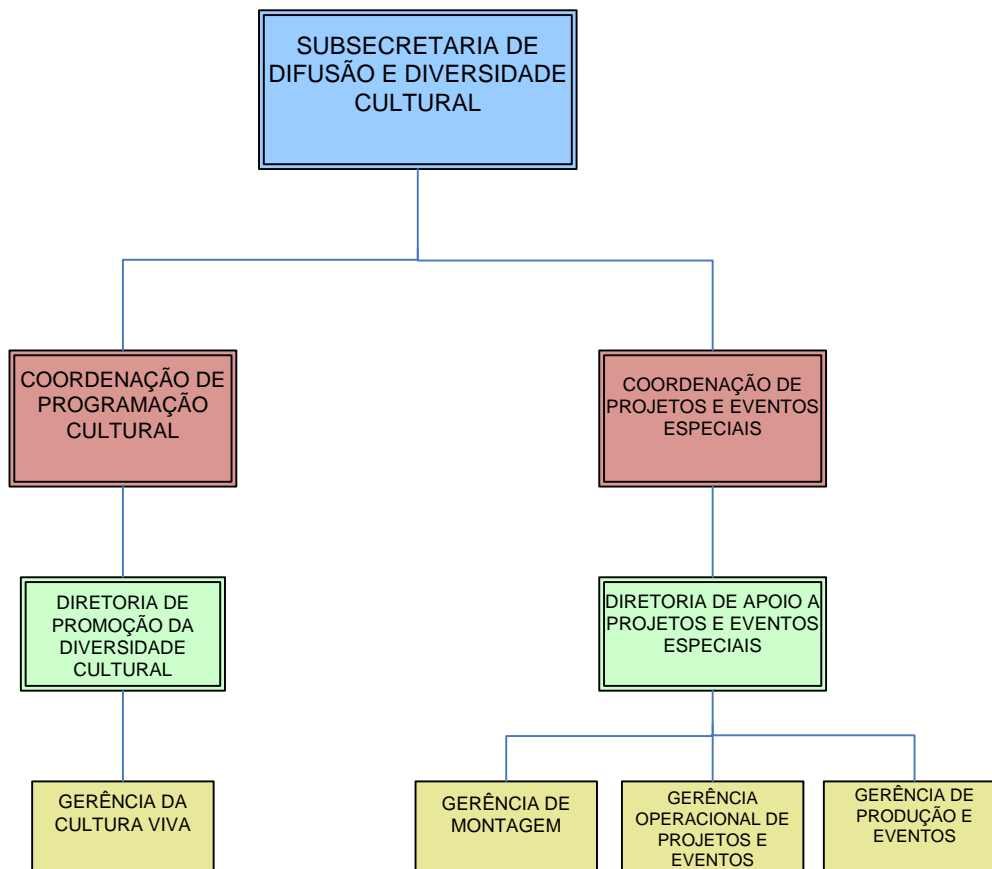 SUBSECRETARIA DE
DIFUSÃO E DIVERSIDADE
CULTURAL
COORDENAÇÃO DE
PROGRAMAÇÃO
CULTURAL
COORDENAÇÃO DE
PROJETOS E EVENTOS
ESPECIAIS
DIRETORIA DE
PROMOÇÃO DA
DIVERSIDADE
CULTURAL
DIRETORIA DE APOIO A
PROJETOS E EVENTOS
ESPECIAIS
GERÊNCIA DA
CULTURA VIVA
GERÊNCIA DE
MONTAGEM
GERÊNCIA
OPERACIONAL DE
PROJETOS E
EVENTOS
GERÊNCIA DE
PRODUÇÃO E
EVENTOS